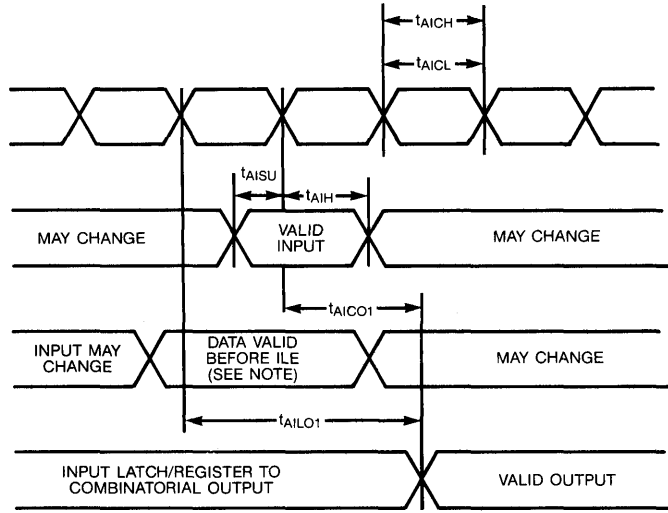 tAICH
tAICL
tAISU
tAIH
MAY CHANGE
VALID
INPUT
MAY CHANGE
tAICO1
INPUT MAY
CHANGE
DATA VALID
BEFORE ILE
(SEE NOTE)
MAY CHANGE
tAILO1
INPUT LATCH/REGISTER TO
COMBINATORIAL OUTPUT
VALID OUTPUT